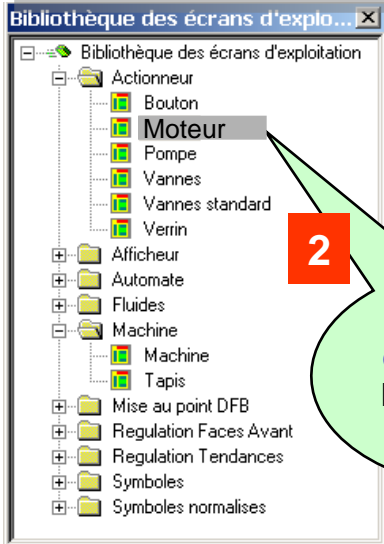 Bibliothèque des écrans d'explo...
Bibliothèque des écrans d'exploitation
Actionneur
Bouton
Moteur
Pompe
Vannes
Vannes standard
Verrin
Afficheur
Automate
Fluides
Machine
Machine
Tapis
Mise au point DFB
Regulation Faces Avant
Regulation Tendances
Symboles
Symboles normalises
2